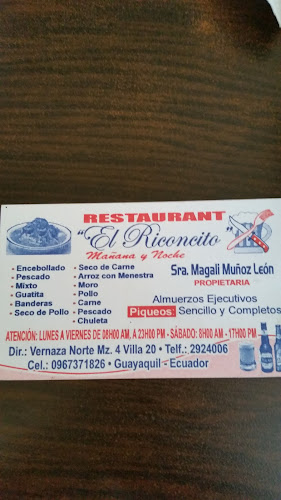 RESTAURANT
"El Riconcito"
Mañana y Noche
Sra. Magali Muñoz León
PROPIETARIA
- Encebollado
- Pescado
- Mixto
- Guatita
- Banderas
- Seco de Pollo
- Seco de Carne
- Arroz con Menestra
- Moro
- Pollo
- Carne
- Pescado
- Chuleta
Almuerzos Ejecutivos
Piqueos: Sencillo y Completos
ATENCIÓN: LUNES A VIERNES DE 08H00 AM, A 23H00 PM - SÁBADO: 8H00 AM - 17H00 PM
Dir.: Vernaza Norte Mz. 4 Villa 20 • Telf.: 2924006
Cel.: 0967371826 • Guayaquil - Ecuador